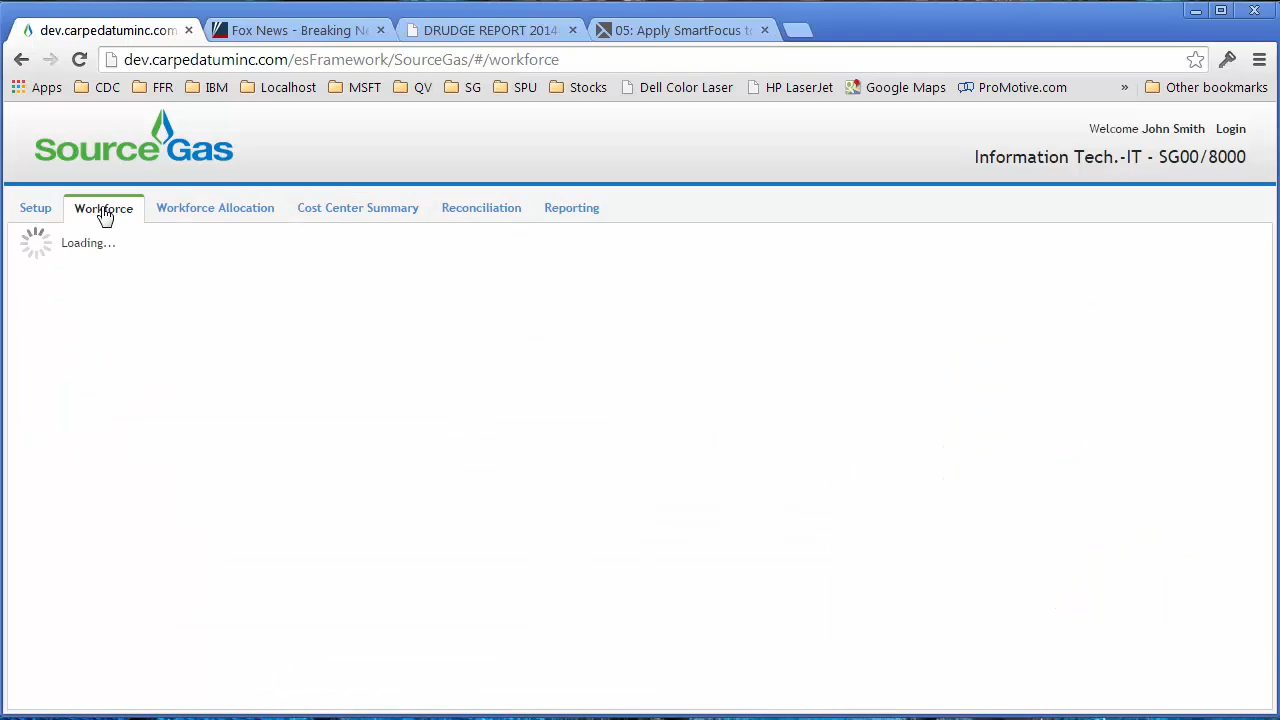 dev.carpedatuminc.com
Fox News - Breaking Ne
DRUDGE REPORT 2014
05: Apply SmartFocus to
dev.carpedatuminc.com/esFramework/SourceGas/#/workforce
Apps CDC FFR IBM Localhost MSFT QV SG SPU Stocks Dell Color Laser HP LaserJet Google Maps ProMotive.com » Other bookmarks
SourceGas
Welcome John Smith Login
Information Tech.-IT - SG00/8000
Setup Workforce Workforce Allocation Cost Center Summary Reconciliation Reporting
Loading...